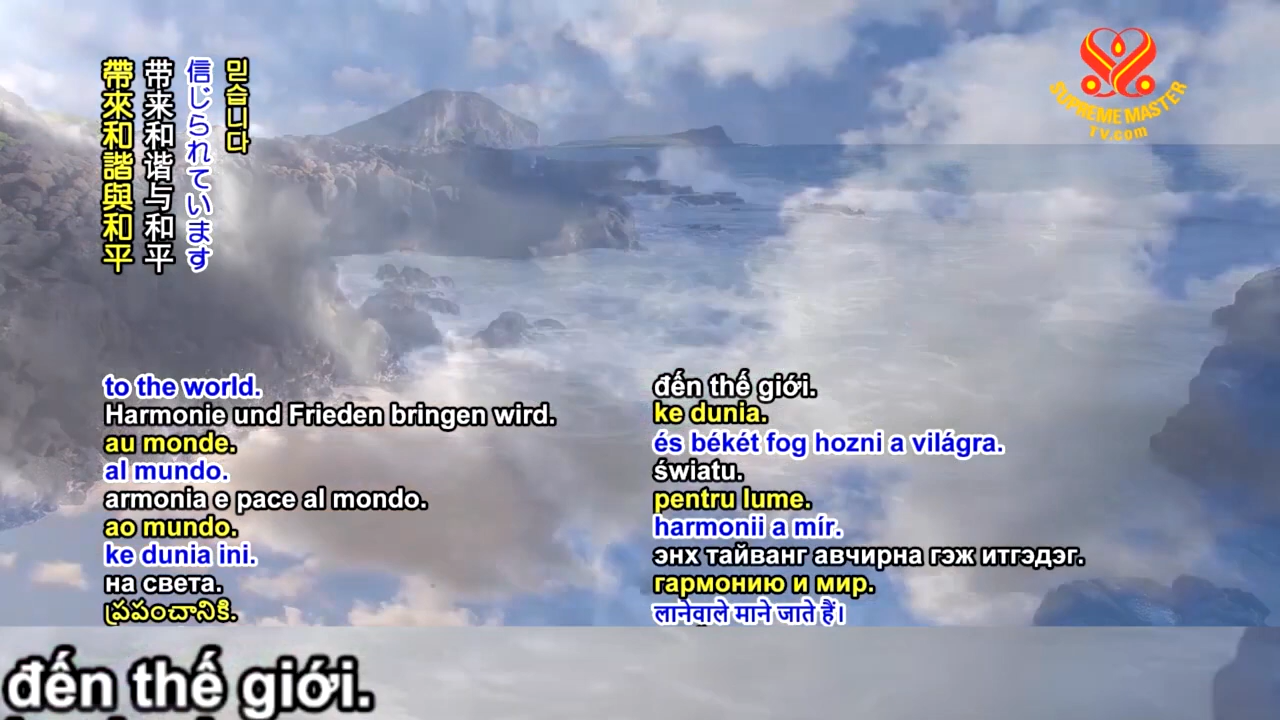 믿습니다
信じられています
带来和谐与和平
帶來和諧與和平
SUPREME MASTER
TV.com
to the world.
Harmonie und Frieden bringen wird.
au monde.
al mundo.
armonia e pace al mondo.
ao mundo.
ke dunia ini.
на света.
ప్రపంచానికి.
đến thế giới.
ke dunia.
és békét fog hozni a világra.
światu.
pentru lume.
harmonii a mír.
энх тайванг авчирна гэж итгэдэг.
гармонию и мир.
लानेवाले माने जाते हैं।
đến thế giới.